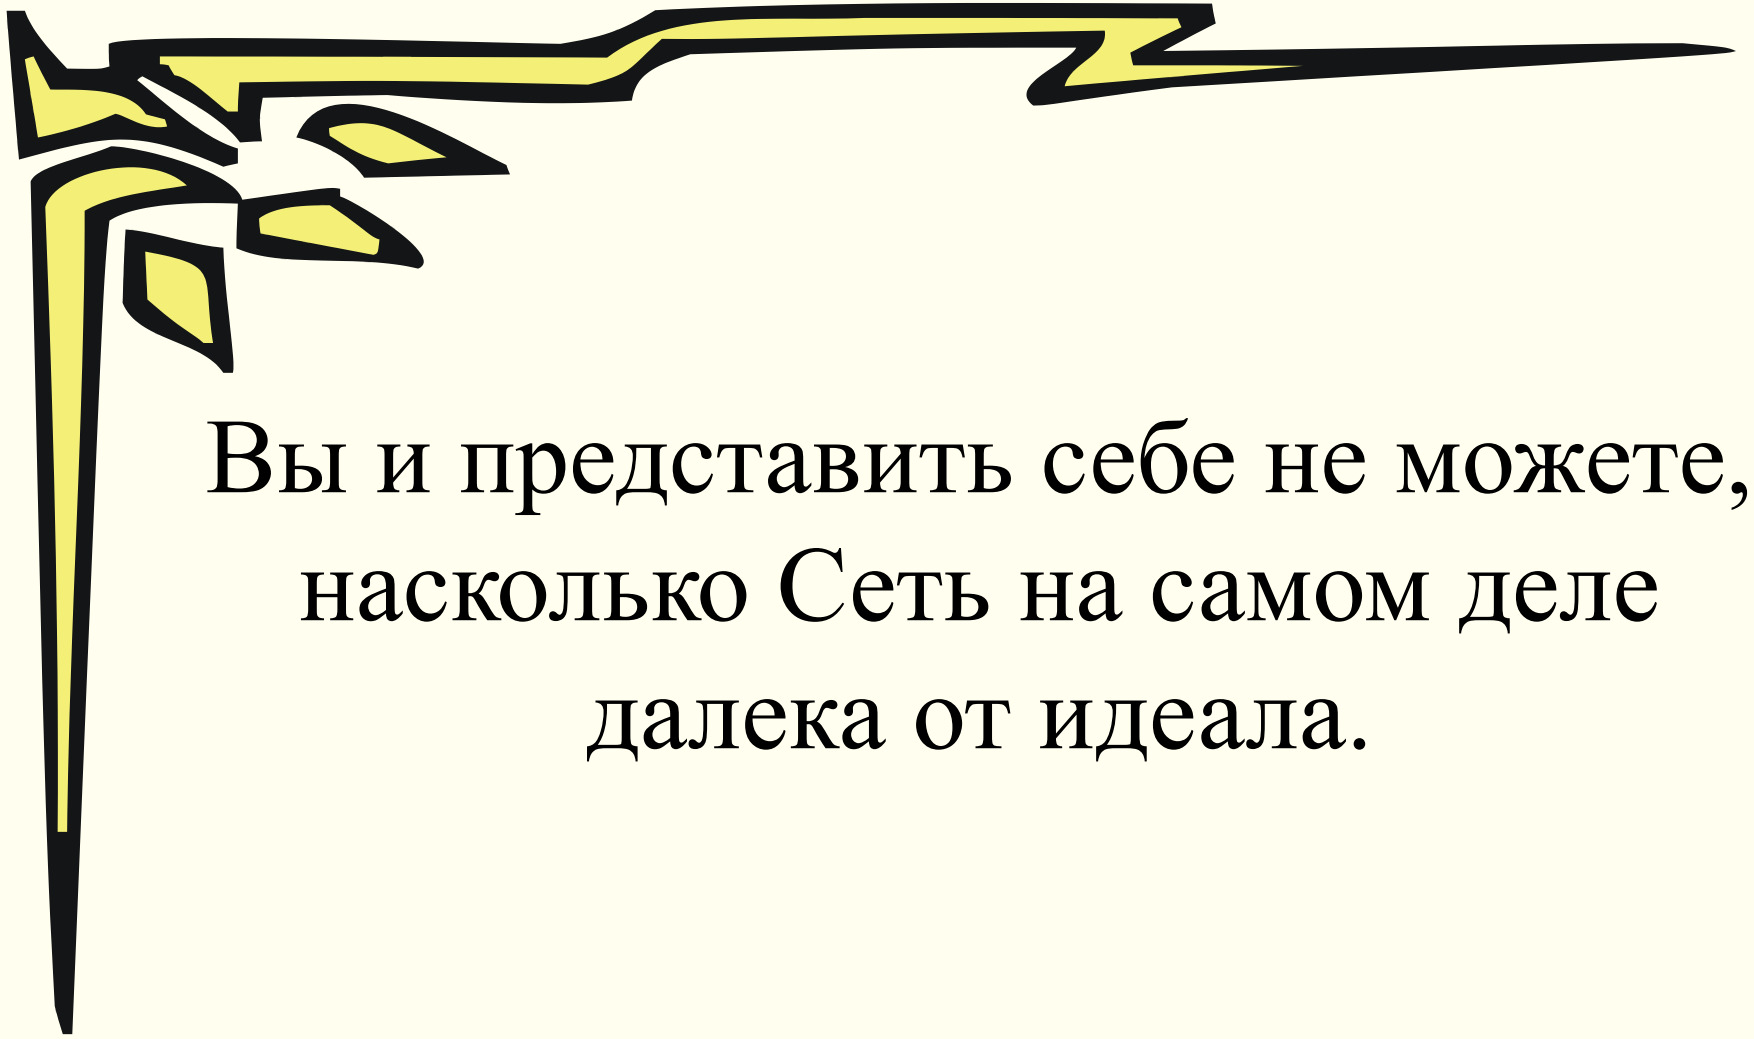 Вы и представить себе не можете,
насколько Сеть на самом деле
далека от идеала.